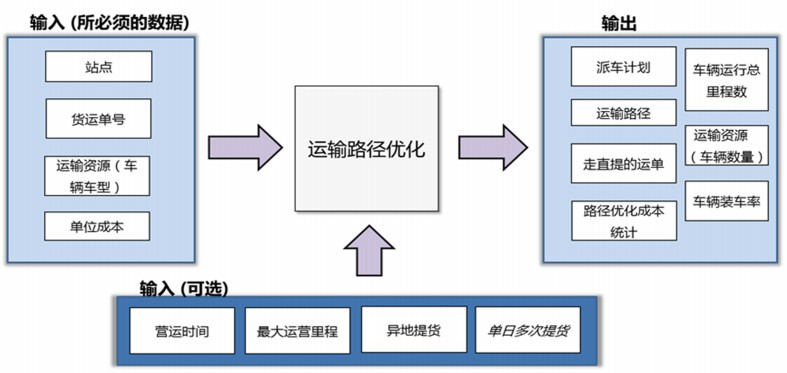 输入 (所必须的数据)
站点
货运单号
运输资源（车
辆车型）
单位成本
运输路径优化
输出
派车计划
运输路径
走直提的运单
路径优化成本
统计
车辆运行总
里程数
运输资源
（车辆数量）
车辆装车率
输入 (可选)
营运时间
最大运营里程
异地提货
单日多次提货